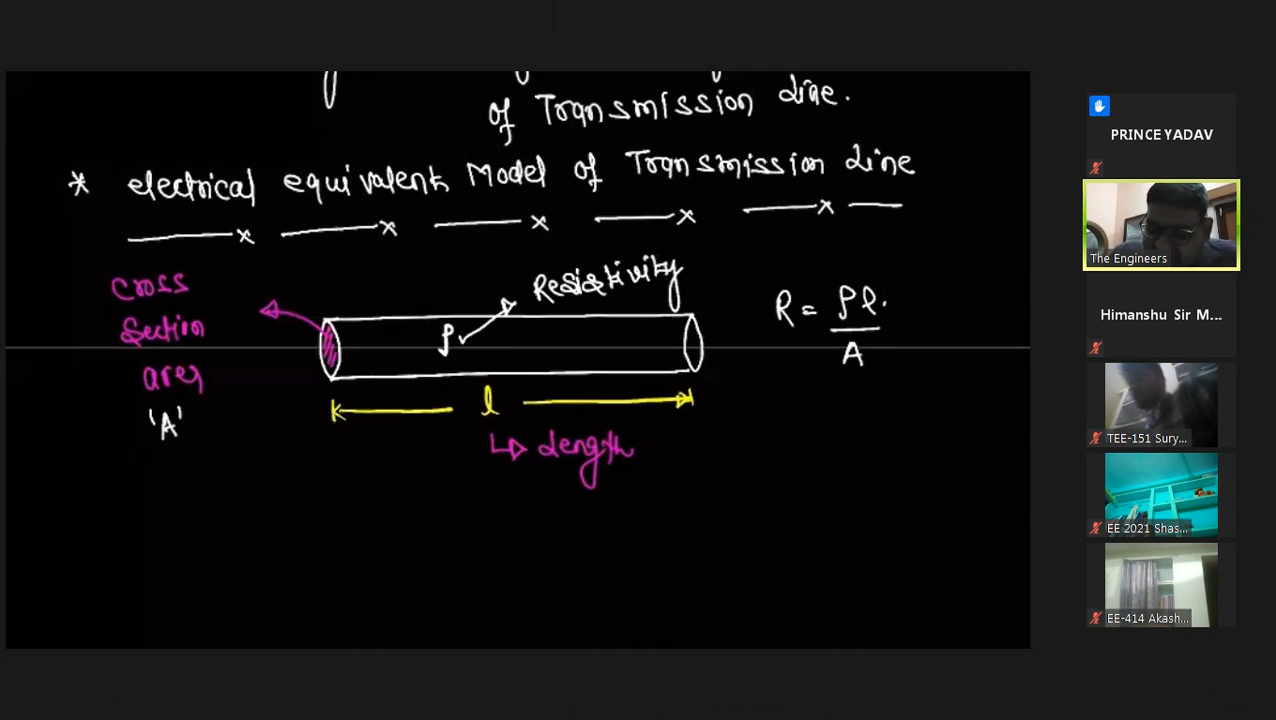 of Transmission Line.
* electrical equivalent Model of Transmission Line
Cross
Section
area
'A'
Resistivity
ρ
R = ρl
A
l
Length
PRINCE YADAV
The Engineers
Himanshu Sir M...
TEE-151 Sury...
EE 2021 Shas...
EE-414 Akash...